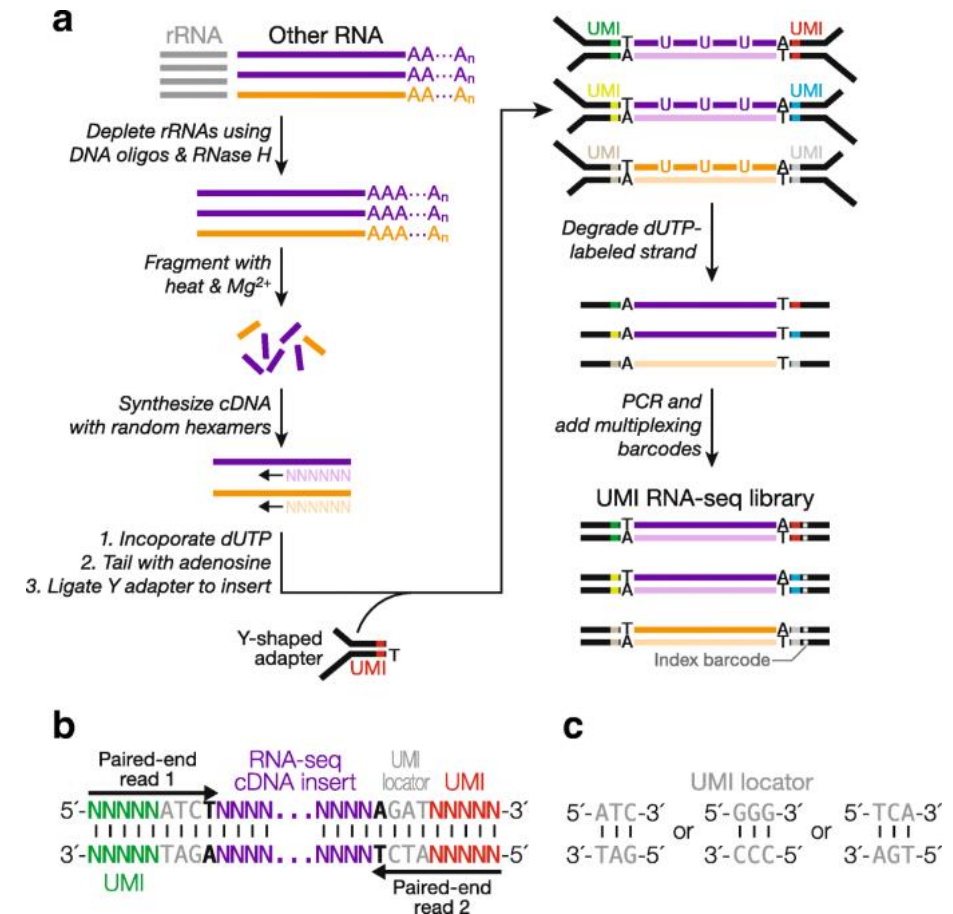 a
rRNA
Other RNA
AA···An
AA···An
AA···An
Deplete rRNAs using
DNA oligos & RNase H
AAA···An
AAA···An
AAA···An
Fragment with
heat & Mg2+
Synthesize cDNA
with random hexamers
NNNNNN
NNNNNN
1. Incoporate dUTP
2. Tail with adenosine
3. Ligate Y adapter to insert
Y-shaped
adapter
T
UMI
UMI UMI
T U U U A
A T
UMI UMI
T U U U A
A T
UMI UMI
T U U U A
A T
Degrade dUTP-
labeled strand
A T
A T
A T
PCR and
add multiplexing
barcodes
UMI RNA-seq library
T A
A T
T A
A T
T A
A T
Index barcode
b
Paired-end
read 1
RNA-seq
cDNA insert
UMI
locator
UMI
5′-NNNNNATCTNNNN...NNNNAGATNNNNN-3′
3′-NNNNNTAGANNNN...NNNNTCTANNNNN-5′
UMI
Paired-end
read 2
c
UMI locator
5′-ATC-3′ 5′-GGG-3′ 5′-TCA-3′
or or
3′-TAG-5′ 3′-CCC-5′ 3′-AGT-5′